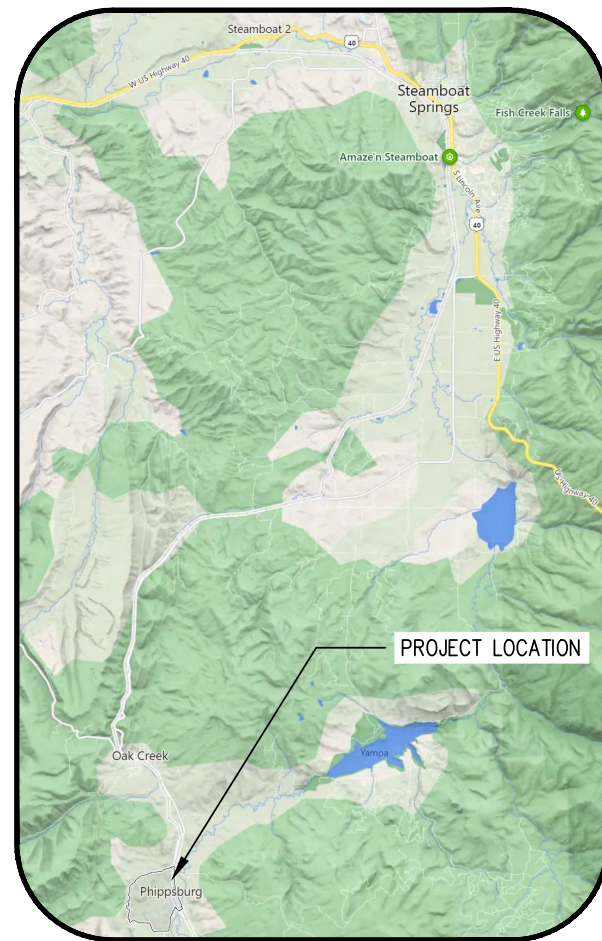 Steamboat 2
40
W US Highway 40
Steamboat
Springs
Fish Creek Falls
Amaze'n Steamboat
S Lincoln Ave
40
E US Highway 40
US Highway 40
PROJECT LOCATION
Yampa
Oak Creek
Phippsburg